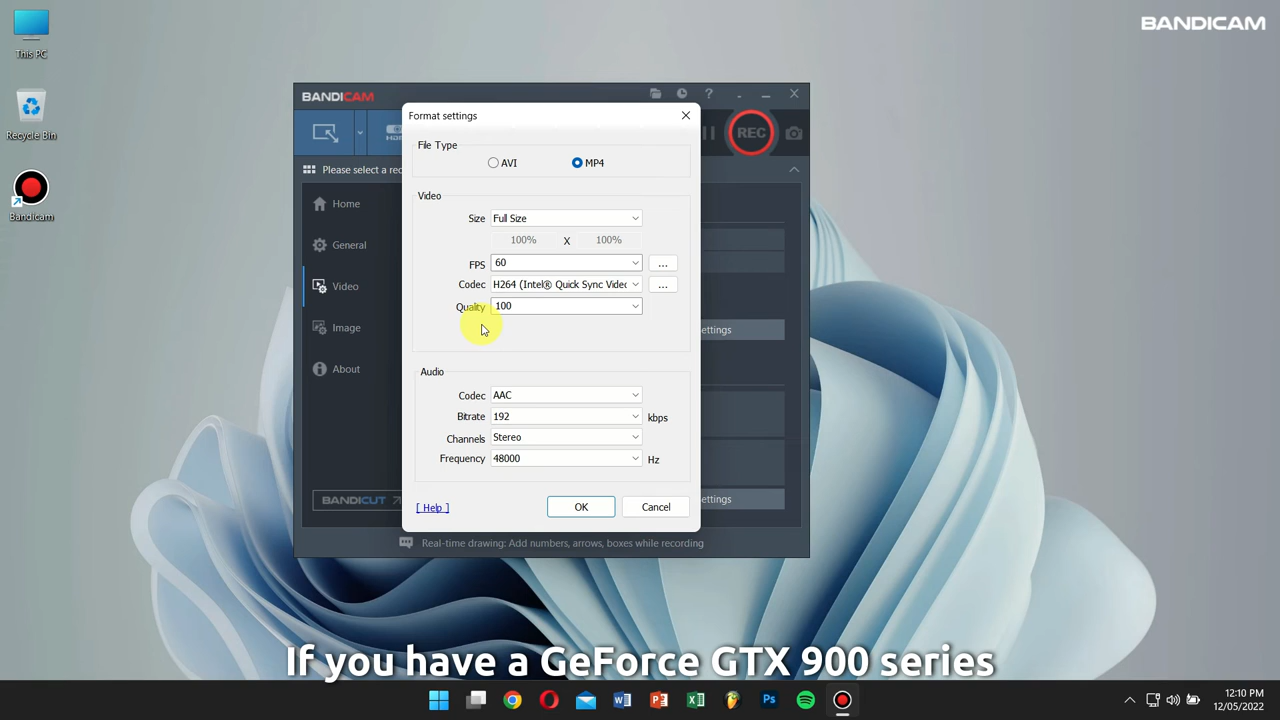 BANDICAM
This PC
Recycle Bin
Bandicam
BANDICAM
REC
Please select a rec
Home
General
Video
Image
About
BANDICUT
ettings
ettings
Real-time drawing: Add numbers, arrows, boxes while recording
Format settings
File Type
AVI
MP4
Video
Size Full Size
100% X 100%
FPS 60 ...
Codec H264 (Intel® Quick Sync Video ...
Quality 100
Audio
Codec AAC
Bitrate 192 kbps
Channels Stereo
Frequency 48000 Hz
[ Help ]
OK
Cancel
If you have a GeForce GTX 900 series
12:10 PM
12/05/2022